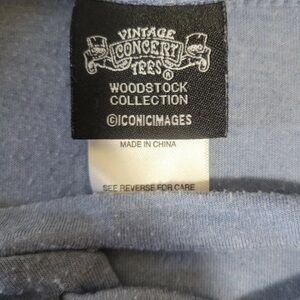 VINTAGE
CONCERT
TEES®
WOODSTOCK
COLLECTION
©ICONICIMAGES
MADE IN CHINA
SEE REVERSE FOR CARE